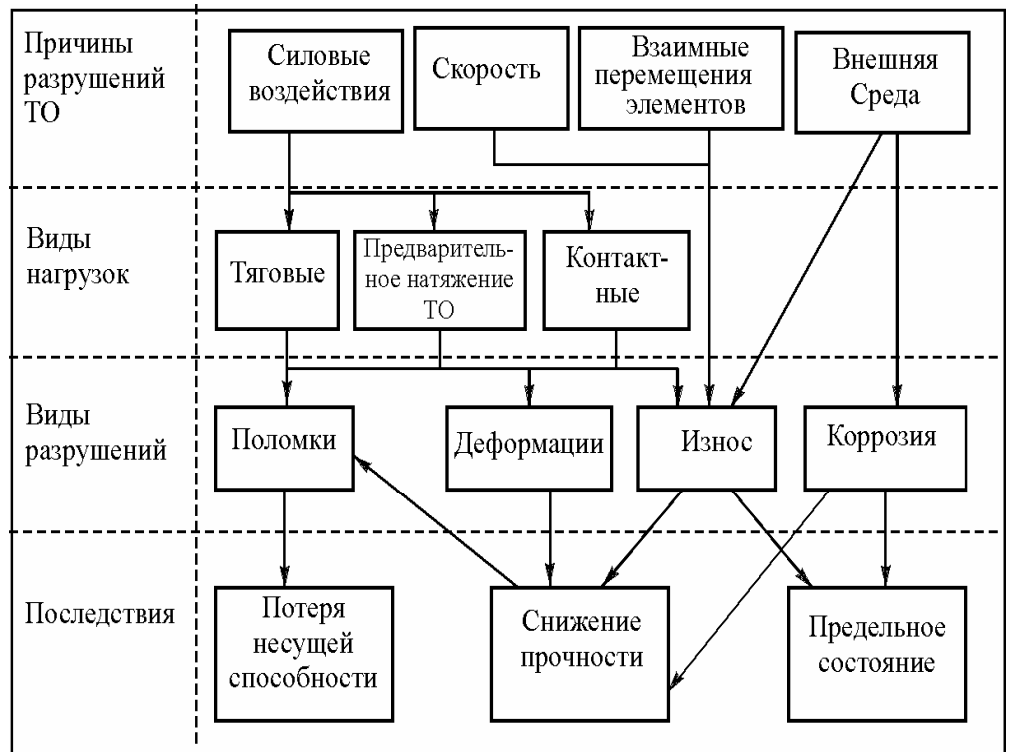 Причины
разрушений
ТО
Силовые
воздействия
Скорость
Взаимные
перемещения
элементов
Внешняя
Среда
Виды
нагрузок
Тяговые
Предваритель-
ное натяжение
ТО
Контакт-
ные
Виды
разрушений
Поломки
Деформации
Износ
Коррозия
Последствия
Потеря
несущей
способности
Снижение
прочности
Предельное
состояние